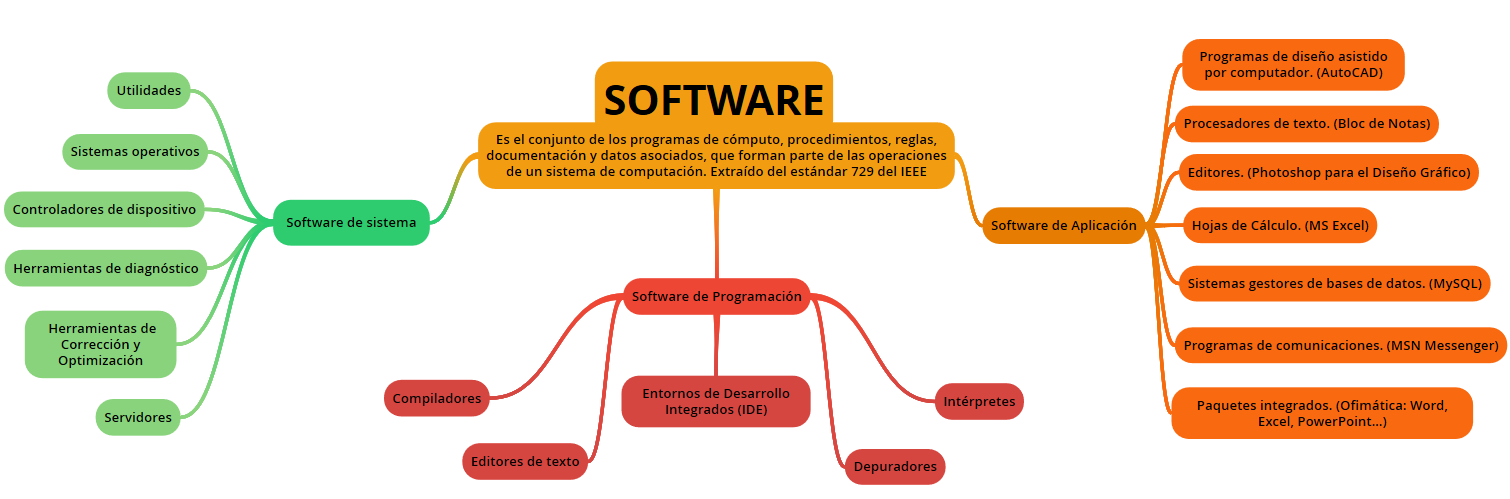 SOFTWARE
Es el conjunto de los programas de cómputo, procedimientos, reglas,
documentación y datos asociados, que forman parte de las operaciones
de un sistema de computación. Extraído del estándar 729 del IEEE
Software de sistema
Utilidades
Sistemas operativos
Controladores de dispositivo
Herramientas de diagnóstico
Herramientas de
Corrección y
Optimización
Servidores
Software de Programación
Compiladores
Editores de texto
Entornos de Desarrollo
Integrados (IDE)
Depuradores
Intérpretes
Software de Aplicación
Programas de diseño asistido
por computador. (AutoCAD)
Procesadores de texto. (Bloc de Notas)
Editores. (Photoshop para el Diseño Gráfico)
Hojas de Cálculo. (MS Excel)
Sistemas gestores de bases de datos. (MySQL)
Programas de comunicaciones. (MSN Messenger)
Paquetes integrados. (Ofimática: Word,
Excel, PowerPoint...)